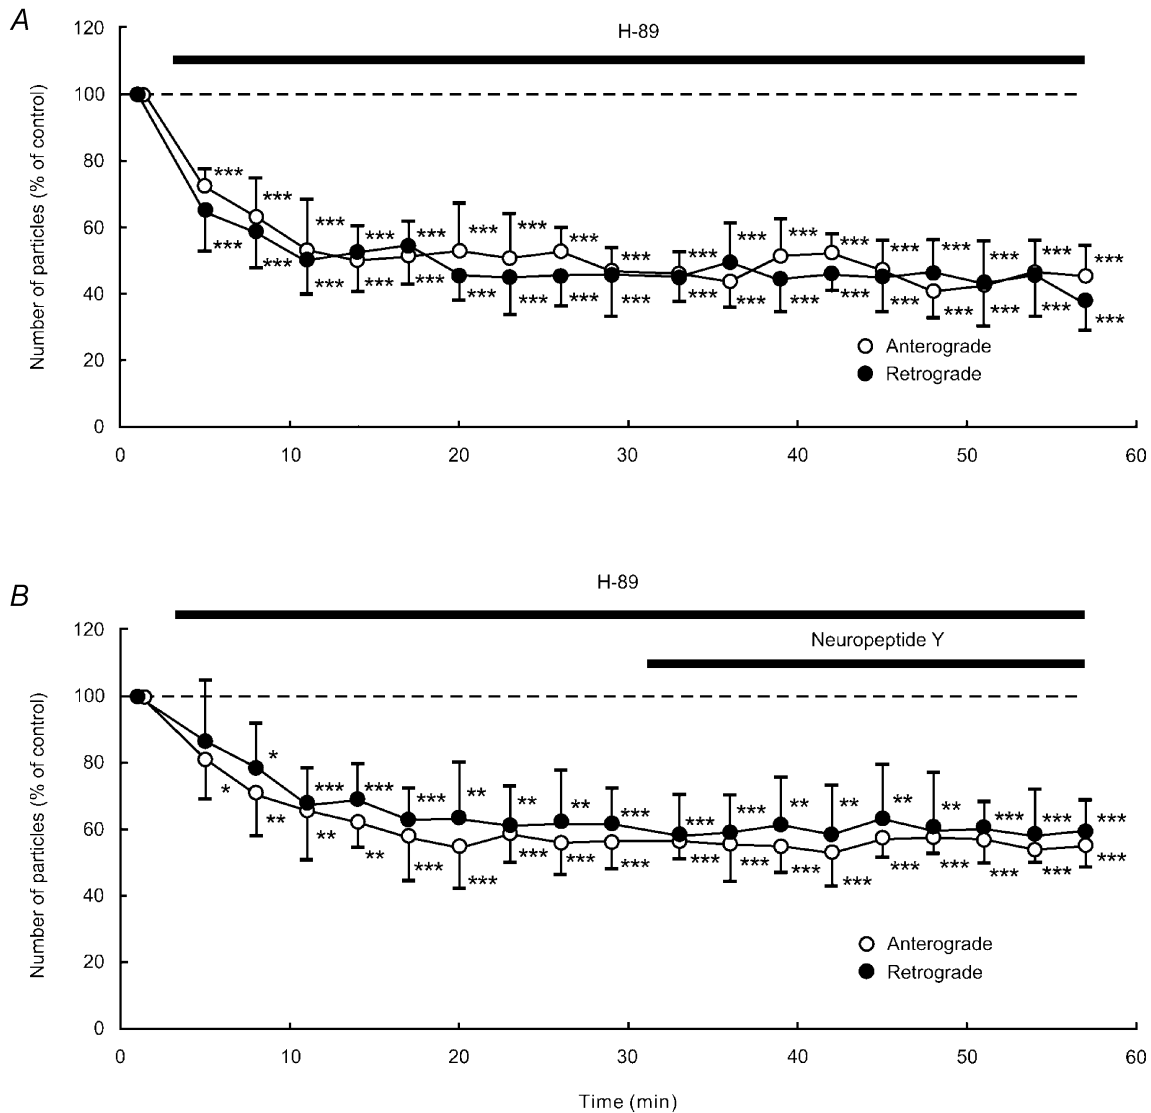 A
H-89
120
100
80
60
40
20
0
Number of particles (% of control)
*** *** *** *** *** *** *** *** *** *** *** *** *** *** *** *** *** ***
*** *** *** *** *** *** *** *** *** *** *** *** *** *** *** *** *** ***
Anterograde
Retrograde
0 10 20 30 40 50 60
B
H-89
Neuropeptide Y
120
100
80
60
40
20
0
Number of particles (% of control)
* *** *** *** ** ** ** *** *** *** ** ** ** ** *** *** ***
* ** ** ** *** *** *** *** *** *** *** *** *** *** *** *** *** ***
Anterograde
Retrograde
0 10 20 30 40 50 60
Time (min)